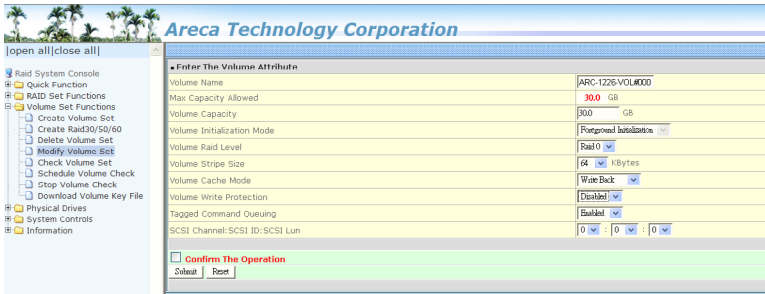 Areca Technology Corporation
|open all|close all|
Raid System Console
Quick Function
RAID Set Functions
Volume Set Functions
Create Volume Set
Create Raid30/50/60
Delete Volume Set
Modify Volume Set
Check Volume Set
Schedule Volume Check
Stop Volume Check
Download Volume Key File
Physical Drives
System Controls
Information
Enter The Volume Attribute
Volume Name ARC-1226-VOL#000
Max Capacity Allowed 30.0 GB
Volume Capacity 30.0 GB
Volume Initialization Mode Foreground Initialization
Volume Raid Level Raid 0
Volume Stripe Size 64 KBytes
Volume Cache Mode Write Back
Volume Write Protection Disabled
Tagged Command Queuing Enabled
SCSI Channel:SCSI ID:SCSI Lun 0 : 0 : 0
Confirm The Operation
Submit Reset